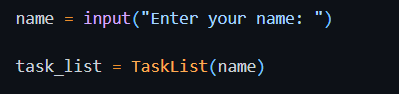 name = input("Enter your name: ")
task_list = TaskList(name)